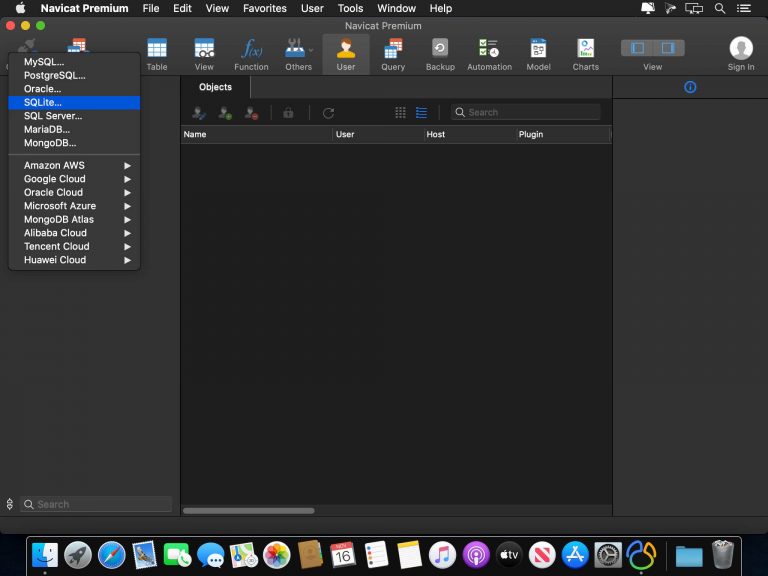 Navicat Premium File Edit View Favorites User Tools Window Help
Navicat Premium
Table View Function Others User Query Backup Automation Model Charts View Sign In
MySQL...
PostgreSQL...
Oracle...
SQLite...
SQL Server...
MariaDB...
MongoDB...
Amazon AWS
Google Cloud
Oracle Cloud
Microsoft Azure
MongoDB Atlas
Alibaba Cloud
Tencent Cloud
Huawei Cloud
Objects
Search
Name User Host Plugin
Search
NOV
16
tv